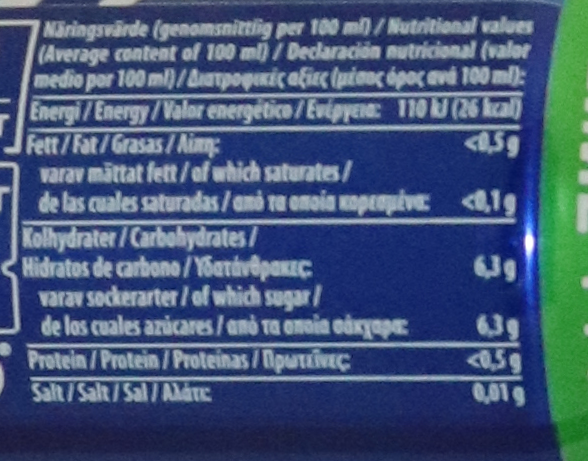 Näringsvärde (genomsnittlig per 100 ml) / Nutritional values
(Average content of 100 ml) / Declaración nutricional (valor
medio por 100 ml) / Διατροφικές αξίες (μέσος όρος ανά 100 ml):
Energi / Energy / Valor energético / Ενέργεια: 110 kJ (26 kcal)
Fett / Fat / Grasas / Λίπη: <0,5 g
varav mättat fett / of which saturates /
de las cuales saturadas / από τα οποία κορεσμένα: <0,1 g
Kolhydrater / Carbohydrates /
Hidratos de carbono / Υδατάνθρακες: 6,3 g
varav sockerarter / of which sugar /
de los cuales azúcares / από τα οποία σάκχαρα: 6,3 g
Protein / Protein / Proteínas / Πρωτεΐνες: <0,5 g
Salt / Salt / Sal / Αλάτι: 0,01 g